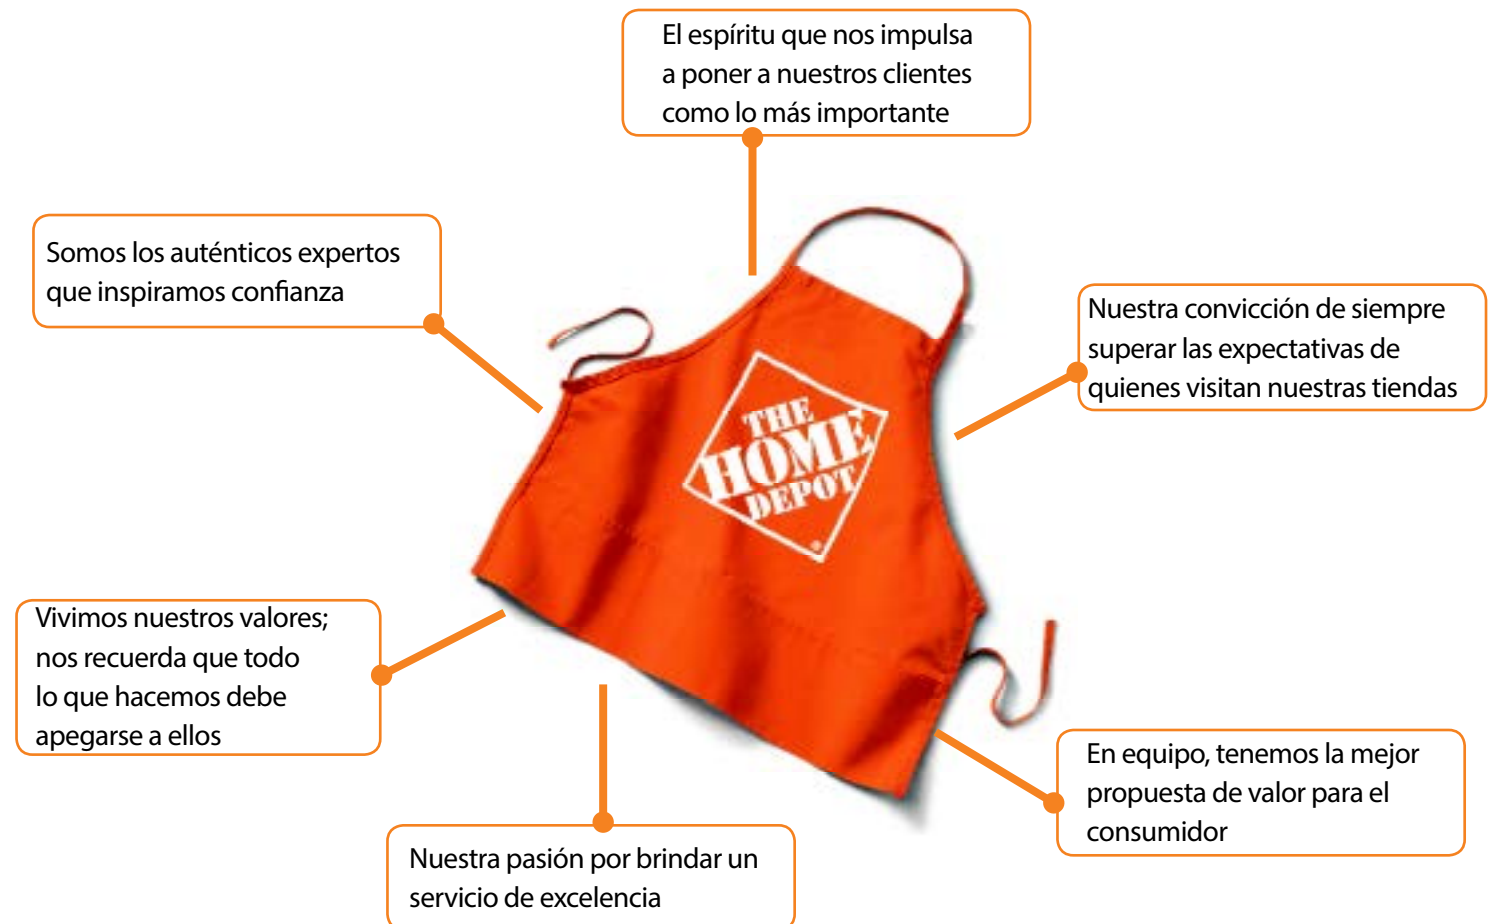 El espíritu que nos impulsa
a poner a nuestros clientes
como lo más importante
Somos los auténticos expertos
que inspiramos confianza
Nuestra convicción de siempre
superar las expectativas de
quienes visitan nuestras tiendas
THE
HOME
DEPOT
®
Vivimos nuestros valores;
nos recuerda que todo
lo que hacemos debe
apegarse a ellos
En equipo, tenemos la mejor
propuesta de valor para el
consumidor
Nuestra pasión por brindar un
servicio de excelencia